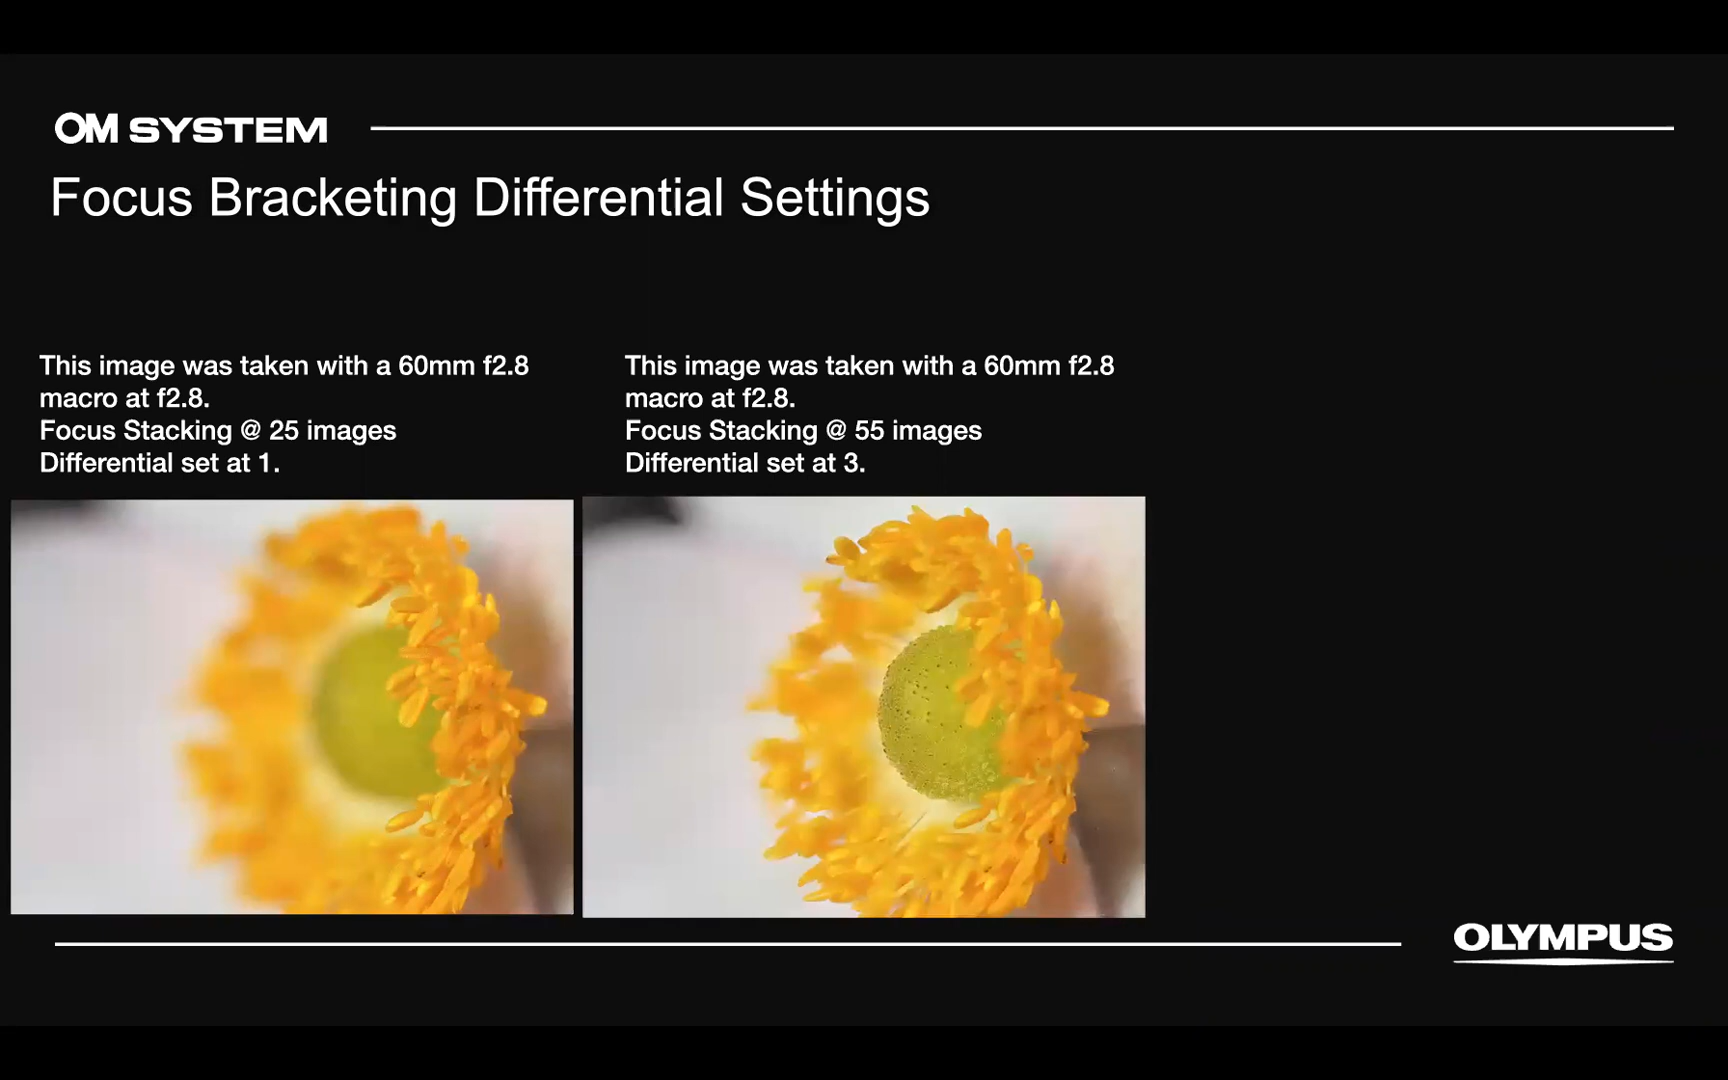 OM SYSTEM
Focus Bracketing Differential Settings
This image was taken with a 60mm f2.8
macro at f2.8.
Focus Stacking @ 25 images
Differential set at 1.
This image was taken with a 60mm f2.8
macro at f2.8.
Focus Stacking @ 55 images
Differential set at 3.
OLYMPUS